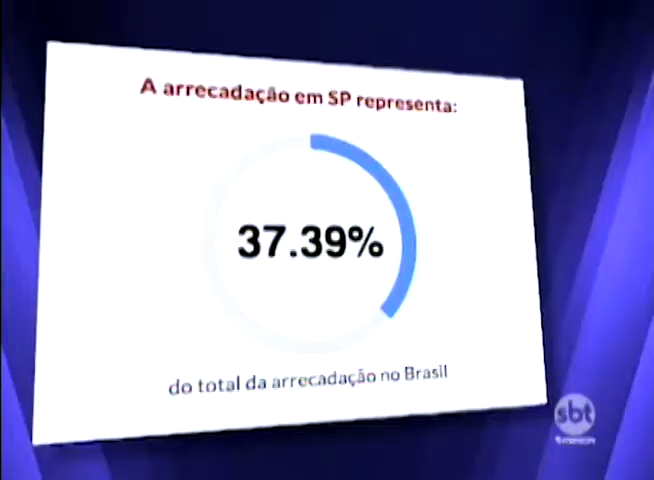 A arrecadação em SP representa:
37.39%
do total da arrecadação no Brasil
sbt